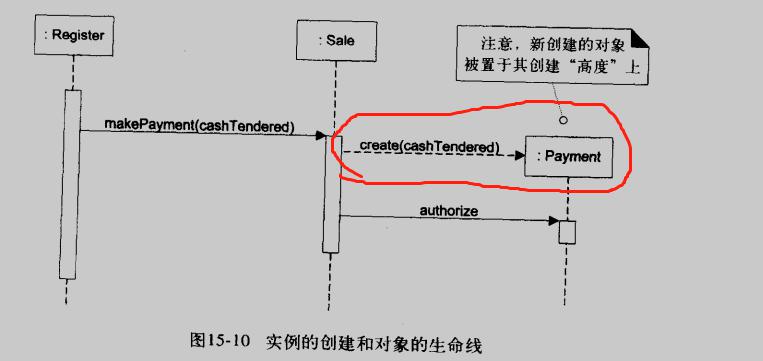 : Register
: Sale
注意，新创建的对象
被置于其创建“高度”上
makePayment(cashTendered)
create(cashTendered)
: Payment
authorize
图15-10 实例的创建和对象的生命线